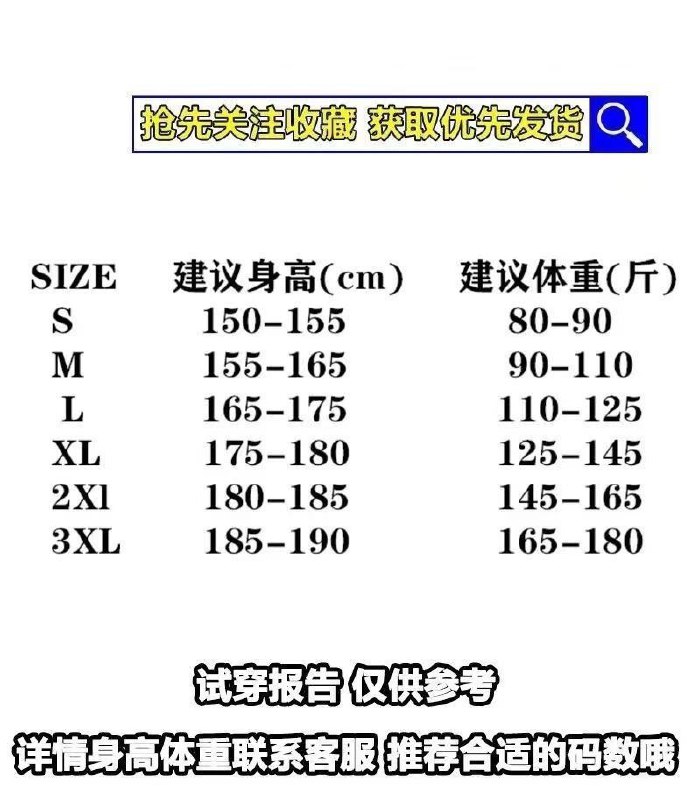 抢先关注收藏 获取优先发货
SIZE 建议身高(cm) 建议体重(斤)
S 150-155 80-90
M 155-165 90-110
L 165-175 110-125
XL 175-180 125-145
2Xl 180-185 145-165
3XL 185-190 165-180
试穿报告 仅供参考
详情身高体重联系客服 推荐合适的码数哦